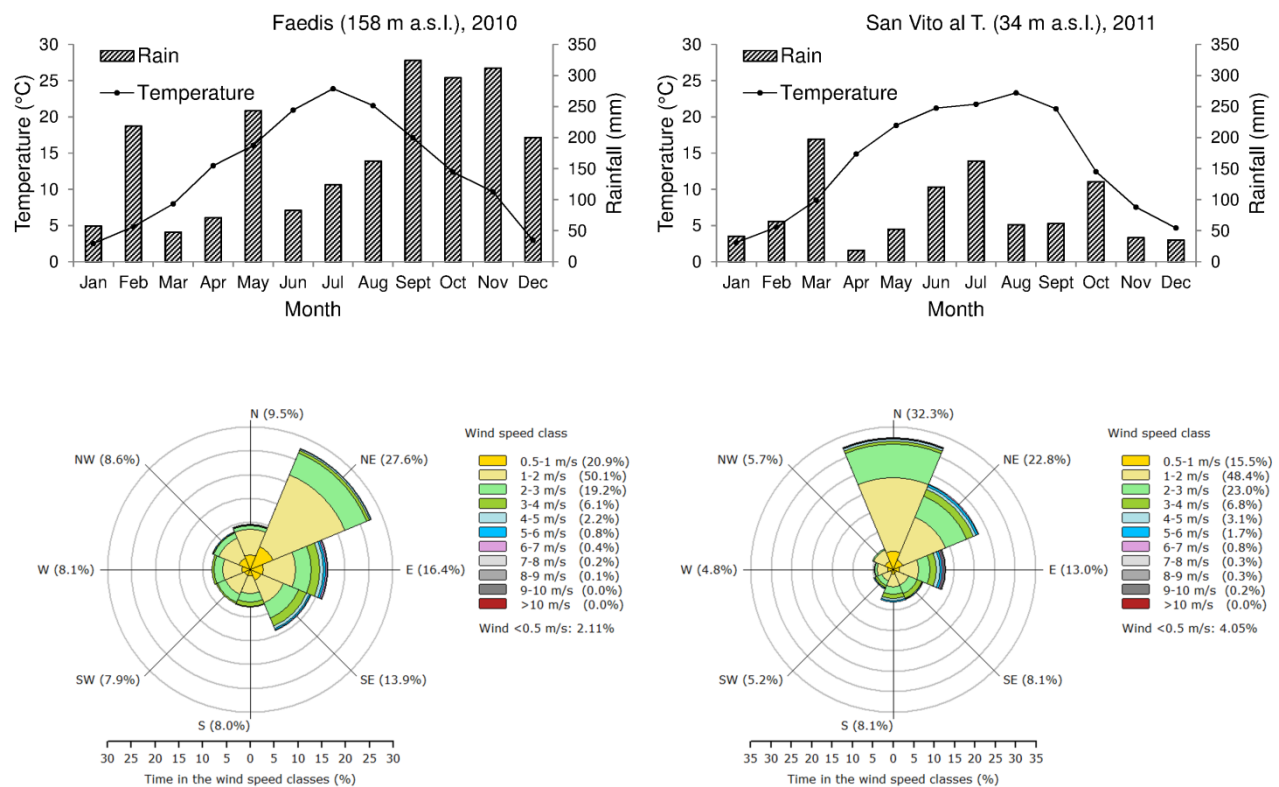 Faedis (158 m a.s.l.), 2010
30
25
20
15
10
5
0
Temperature (°C)
Rain
Temperature
350
300
250
200
150
100
50
0
Rainfall (mm)
Jan Feb Mar Apr May Jun Jul Aug Sept Oct Nov Dec
Month
San Vito al T. (34 m a.s.l.), 2011
30
25
20
15
10
5
0
Temperature (°C)
Rain
Temperature
350
300
250
200
150
100
50
0
Rainfall (mm)
Jan Feb Mar Apr May Jun Jul Aug Sept Oct Nov Dec
Month
N (9.5%)
NW (8.6%)
NE (27.6%)
W (8.1%)
E (16.4%)
SW (7.9%)
SE (13.9%)
S (8.0%)
Wind speed class
0.5-1 m/s (20.9%)
1-2 m/s (50.1%)
2-3 m/s (19.2%)
3-4 m/s (6.1%)
4-5 m/s (2.2%)
5-6 m/s (0.8%)
6-7 m/s (0.4%)
7-8 m/s (0.2%)
8-9 m/s (0.1%)
9-10 m/s (0.0%)
>10 m/s (0.0%)
Wind <0.5 m/s: 2.11%
30 25 20 15 10 5 0 5 10 15 20 25 30
Time in the wind speed classes (%)
N (32.3%)
NW (5.7%)
NE (22.8%)
W (4.8%)
E (13.0%)
SW (5.2%)
SE (8.1%)
S (8.1%)
Wind speed class
0.5-1 m/s (15.5%)
1-2 m/s (48.4%)
2-3 m/s (23.0%)
3-4 m/s (6.8%)
4-5 m/s (3.1%)
5-6 m/s (1.7%)
6-7 m/s (0.8%)
7-8 m/s (0.3%)
8-9 m/s (0.3%)
9-10 m/s (0.2%)
>10 m/s (0.0%)
Wind <0.5 m/s: 4.05%
35 30 25 20 15 10 5 0 5 10 15 20 25 30 35
Time in the wind speed classes (%)